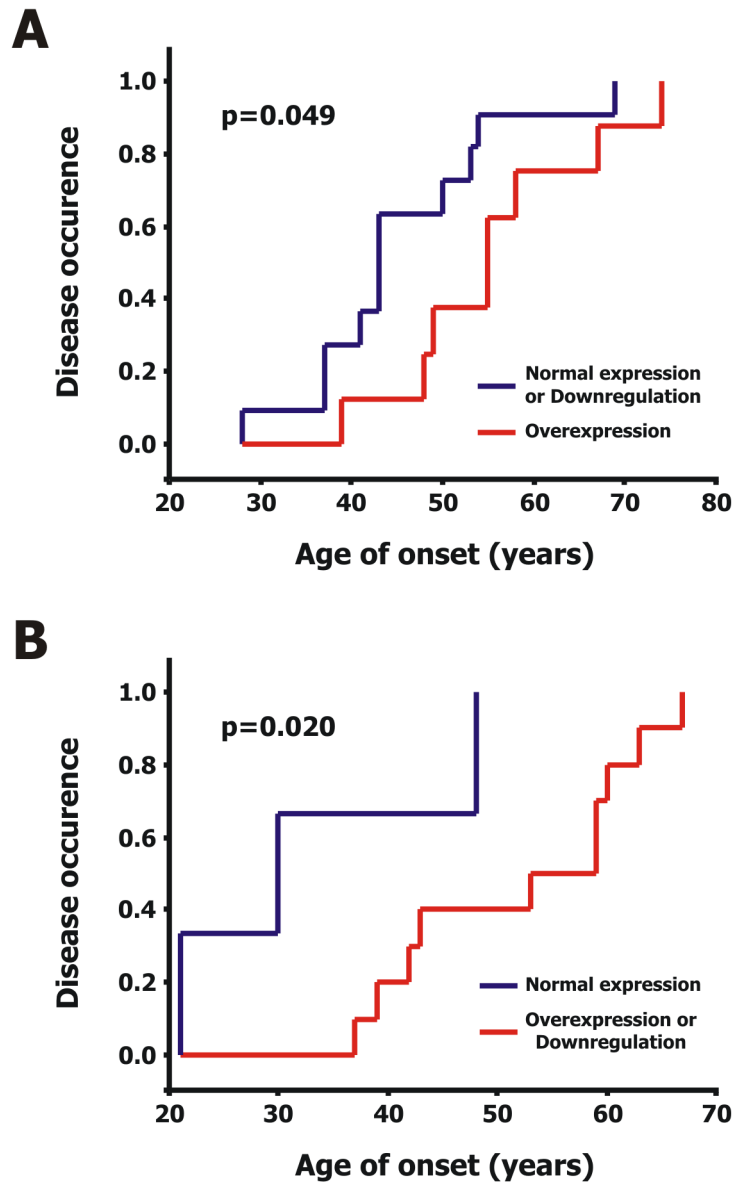 A
1.0
p=0.049
0.8
0.6
0.4
0.2
0.0
Disease occurence
Normal expression
or Downregulation
Overexpression
20 30 40 50 60 70 80
Age of onset (years)
B
1.0
p=0.020
0.8
0.6
0.4
0.2
0.0
Disease occurence
Normal expression
Overexpression or
Downregulation
20 30 40 50 60 70
Age of onset (years)